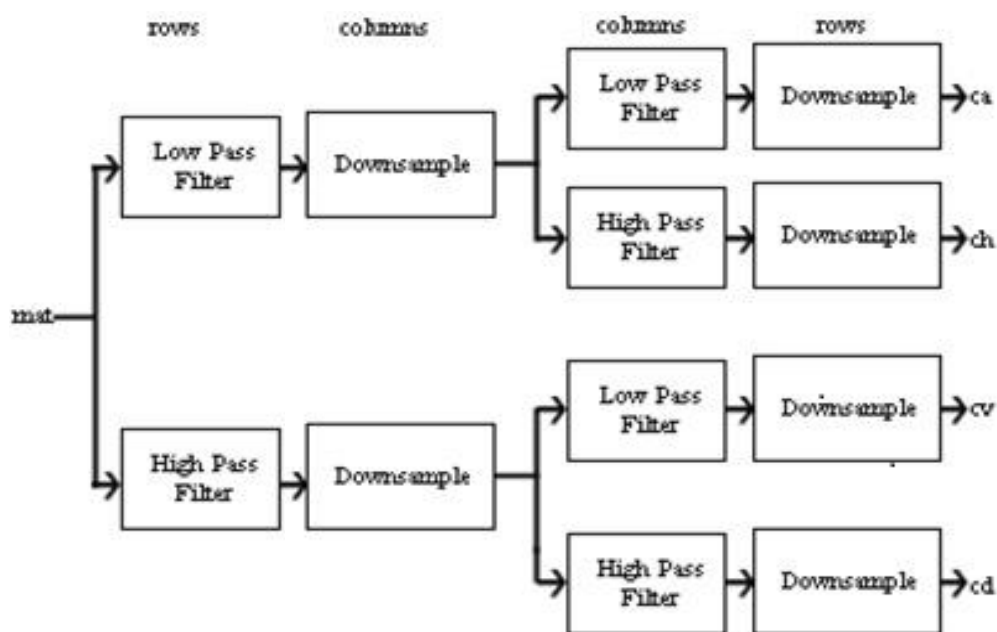 rows
columns
columns
rows
Low Pass
Filter
Downsample
Low Pass
Filter
Downsample
ca
High Pass
Filter
Downsample
ch
mat
High Pass
Filter
Downsample
Low Pass
Filter
Downsample
cv
High Pass
Filter
Downsample
cd